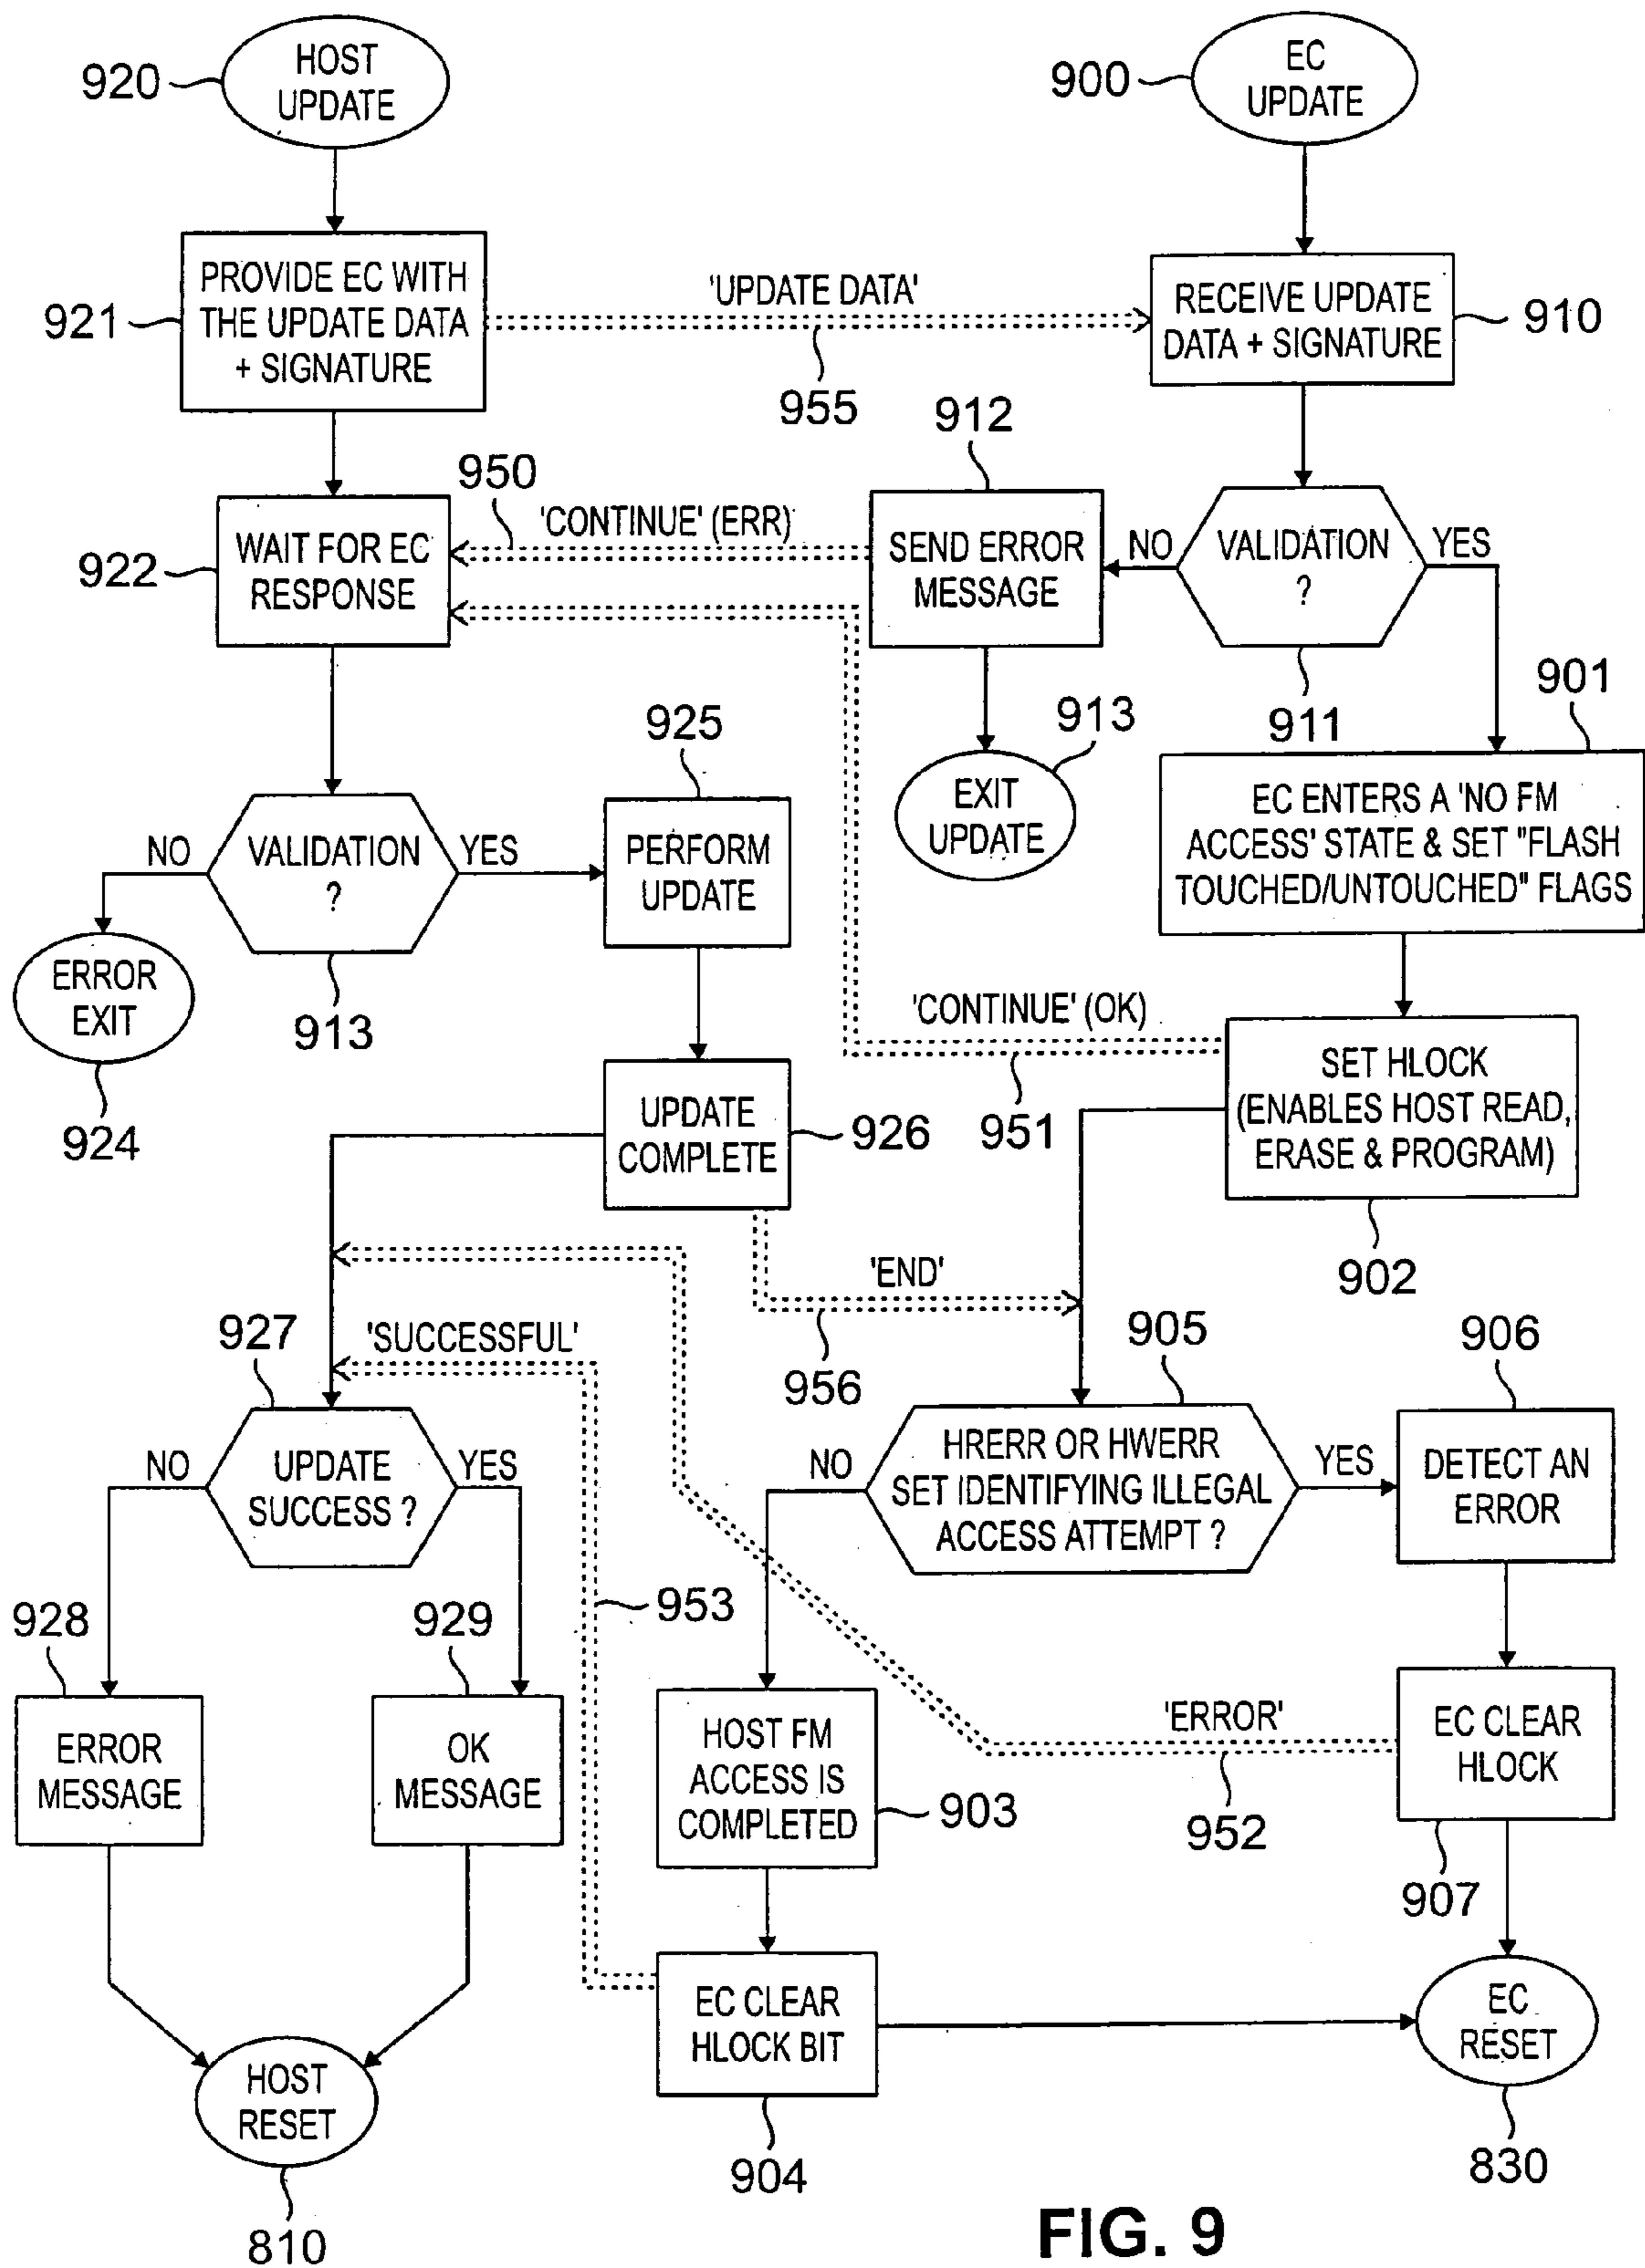 HOST
UPDATE
920
EC
UPDATE
900
PROVIDE EC WITH
THE UPDATE DATA
+ SIGNATURE
921
'UPDATE DATA'
955
RECEIVE UPDATE
DATA + SIGNATURE
910
912
950
'CONTINUE' (ERR)
WAIT FOR EC
RESPONSE
922
SEND ERROR
MESSAGE
NO
VALIDATION
?
YES
911
901
913
EXIT
UPDATE
925
EC ENTERS A 'NO FM
ACCESS' STATE & SET "FLASH
TOUCHED/UNTOUCHED" FLAGS
NO
VALIDATION
?
YES
913
PERFORM
UPDATE
ERROR
EXIT
924
'CONTINUE' (OK)
951
SET HLOCK
(ENABLES HOST READ,
ERASE & PROGRAM)
902
UPDATE
COMPLETE
926
'END'
956
927
'SUCCESSFUL'
905
906
NO
UPDATE
SUCCESS ?
YES
NO
HRERR OR HWERR
SET IDENTIFYING ILLEGAL
ACCESS ATTEMPT ?
YES
DETECT AN
ERROR
928
929
953
ERROR
MESSAGE
OK
MESSAGE
HOST FM
ACCESS IS
COMPLETED
903
'ERROR'
952
EC CLEAR
HLOCK
907
EC CLEAR
HLOCK BIT
904
EC
RESET
830
HOST
RESET
810
FIG. 9